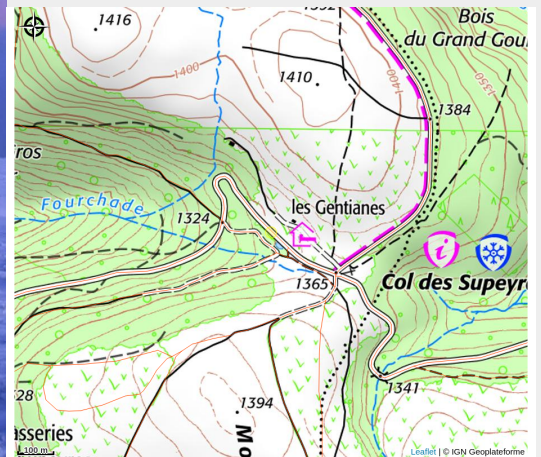 1416
Bois
du Grand Gou
1410
1400
1400
1350
1384
ros
Fourchade
1324
les Gentianes
1365
Col des Supeyr
1341
28
1394
asseries
Mo
100 m
Leaflet | © IGN Geoplateforme